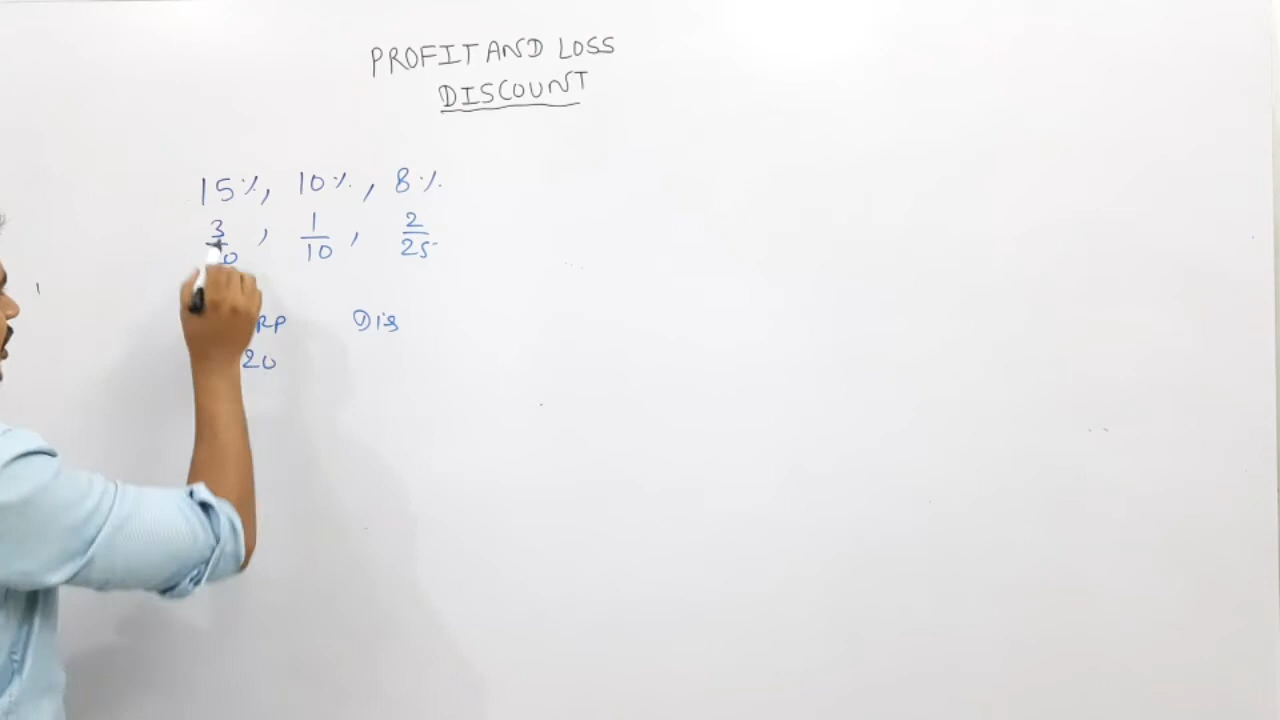 PROFIT AND LOSS
DISCOUNT
15%, 10%, 8%
3/20, 1/10, 2/25
RP Dis
20